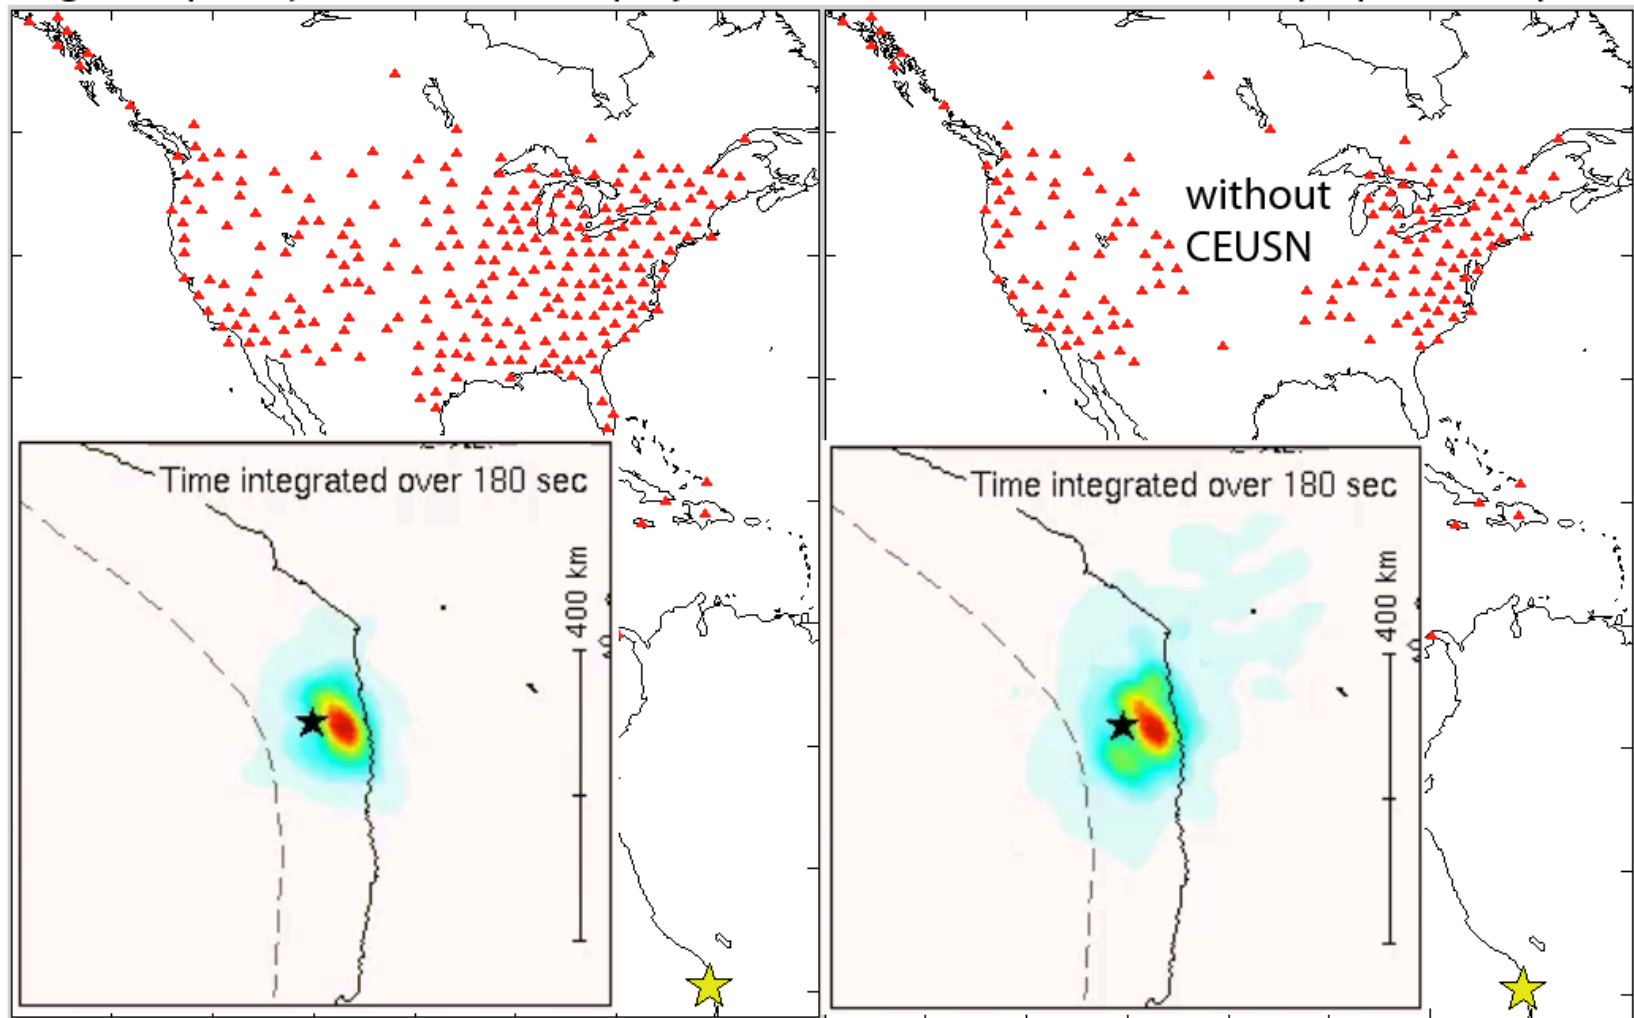 Time integrated over 180 sec
400 km
without
CEUSN
Time integrated over 180 sec
400 km